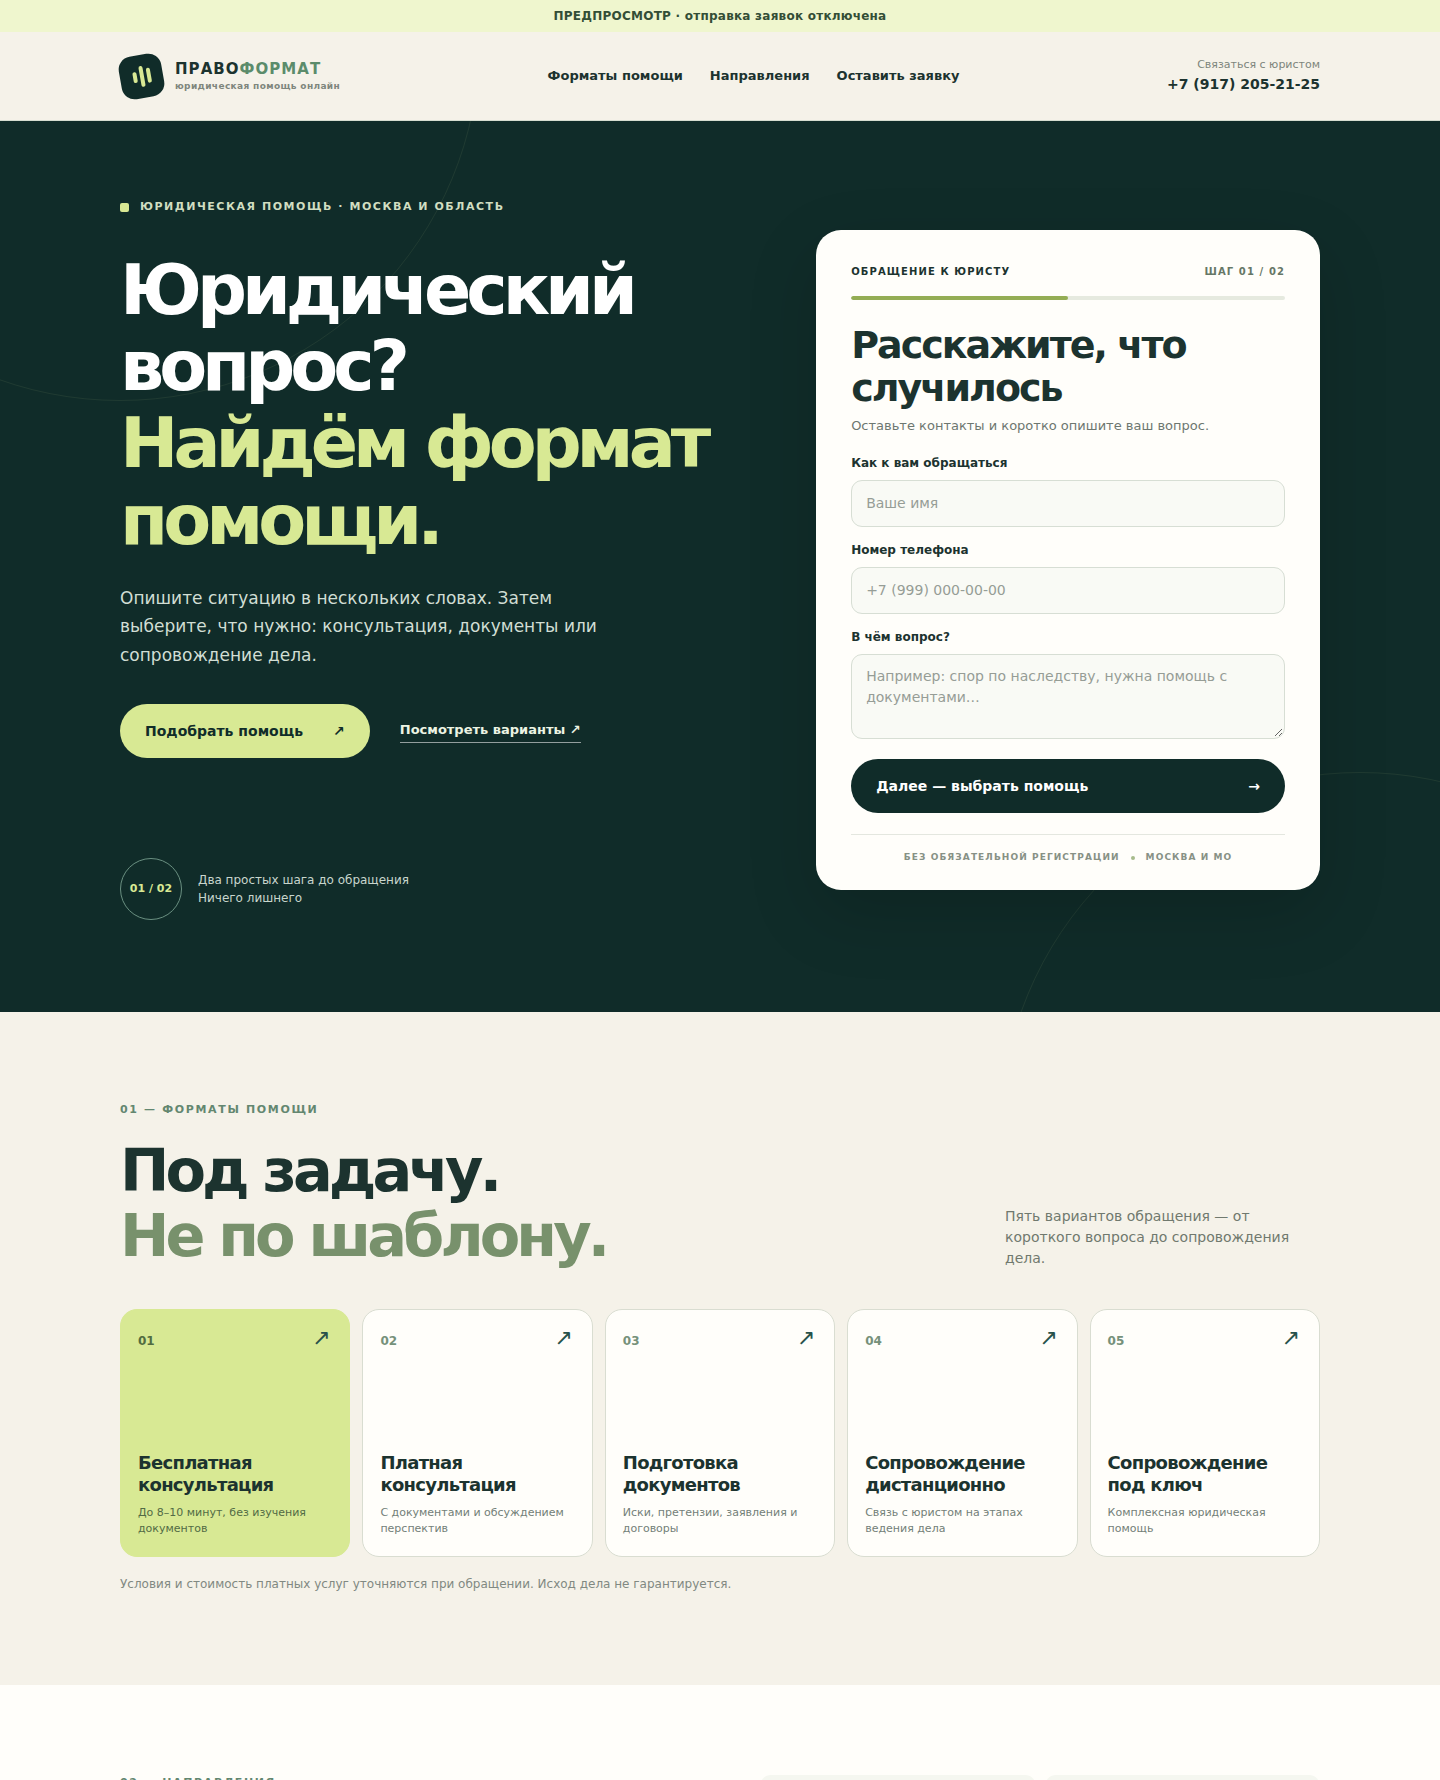 ПРЕДПРОСМОТР · отправка заявок отключена
ПРАВОФОРМАТ
юридическая помощь онлайн
Форматы помощи
Направления
Оставить заявку
Связаться с юристом
+7 (917) 205-21-25
ЮРИДИЧЕСКАЯ ПОМОЩЬ · МОСКВА И ОБЛАСТЬ
Юридический
вопрос?
Найдём формат
помощи.
Опишите ситуацию в нескольких словах. Затем
выберите, что нужно: консультация, документы или
сопровождение дела.
Подобрать помощь ↗
Посмотреть варианты ↗
01 / 02
Два простых шага до обращения
Ничего лишнего
ОБРАЩЕНИЕ К ЮРИСТУ
ШАГ 01 / 02
Расскажите, что
случилось
Оставьте контакты и коротко опишите ваш вопрос.
Как к вам обращаться
Ваше имя
Номер телефона
+7 (999) 000-00-00
В чём вопрос?
Например: спор по наследству, нужна помощь с
документами…
Далее — выбрать помощь →
БЕЗ ОБЯЗАТЕЛЬНОЙ РЕГИСТРАЦИИ • МОСКВА И МО
01 — ФОРМАТЫ ПОМОЩИ
Под задачу.
Не по шаблону.
Пять вариантов обращения — от
короткого вопроса до сопровождения
дела.
01 ↗
Бесплатная
консультация
До 8–10 минут, без изучения
документов
02 ↗
Платная
консультация
С документами и обсуждением
перспектив
03 ↗
Подготовка
документов
Иски, претензии, заявления и
договоры
04 ↗
Сопровождение
дистанционно
Связь с юристом на этапах
ведения дела
05 ↗
Сопровождение
под ключ
Комплексная юридическая
помощь
Условия и стоимость платных услуг уточняются при обращении. Исход дела не гарантируется.